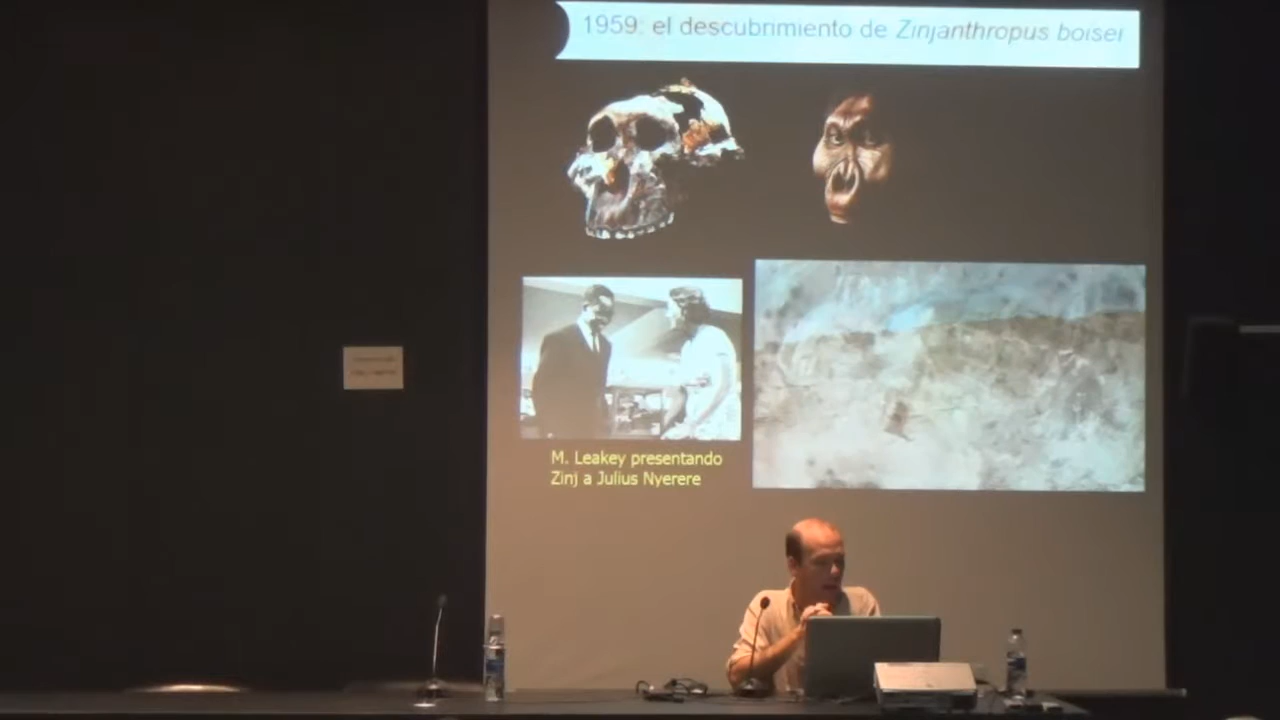 1959: el descubrimiento de Zinjanthropus boisei
M. Leakey presentando
Zinj a Julius Nyerere